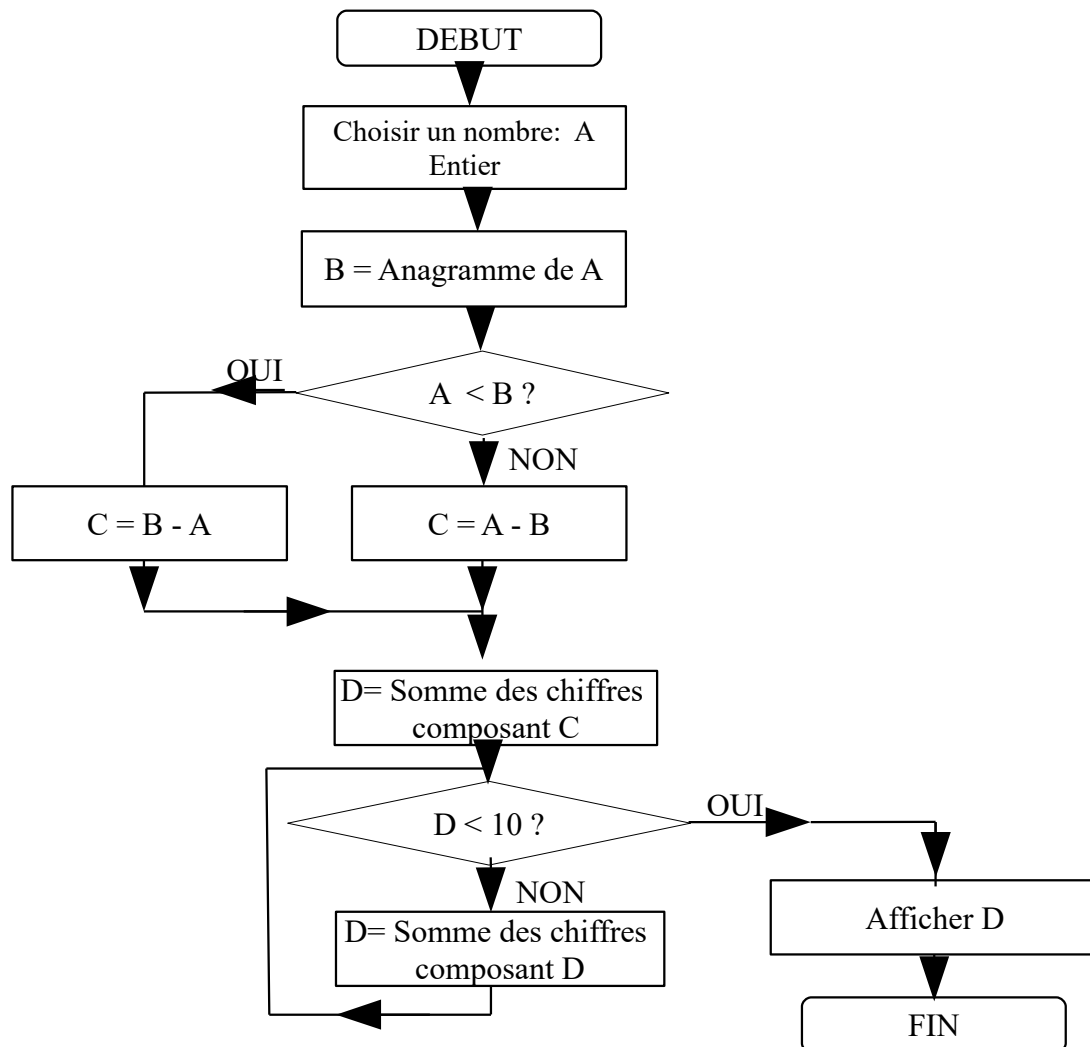 DEBUT
Choisir un nombre: A
Entier
B = Anagramme de A
OUI
A < B ?
NON
C = B - A
C = A - B
D= Somme des chiffres
composant C
OUI
D < 10 ?
NON
D= Somme des chiffres
composant D
Afficher D
FIN